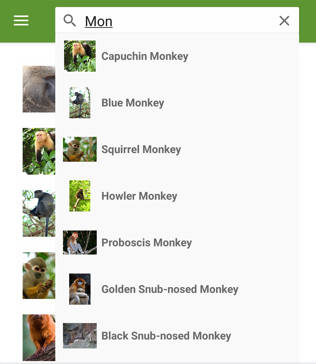 Mon
Capuchin Monkey
Blue Monkey
Squirrel Monkey
Howler Monkey
Proboscis Monkey
Golden Snub-nosed Monkey
Black Snub-nosed Monkey